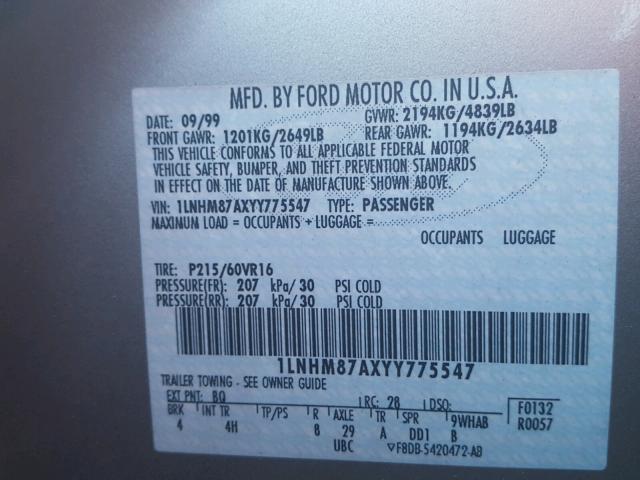 MFD. BY FORD MOTOR CO. IN U.S.A.
DATE: 09/99 GVWR: 2194KG/4839LB
FRONT GAWR: 1201KG/2649LB REAR GAWR: 1194KG/2634LB
THIS VEHICLE CONFORMS TO ALL APPLICABLE FEDERAL MOTOR
VEHICLE SAFETY, BUMPER, AND THEFT PREVENTION STANDARDS
IN EFFECT ON THE DATE OF MANUFACTURE SHOWN ABOVE.
VIN: 1LNHM87AXYY775547 TYPE: PASSENGER
MAXIMUM LOAD = OCCUPANTS + LUGGAGE =
OCCUPANTS LUGGAGE
TIRE: P215/60VR16
PRESSURE(FR): 207 kPa/30 PSI COLD
PRESSURE(RR): 207 kPa/30 PSI COLD
1LNHM87AXYY775547
TRAILER TOWING - SEE OWNER GUIDE
EXT PNT: BQ RC: 28 DSO: F0132
BRK INT TR TP/PS R AXLE TR SPR 9WHAB R0057
4 4H 8 29 A DD1 B
UBC ▽F8DB-5420472-AB